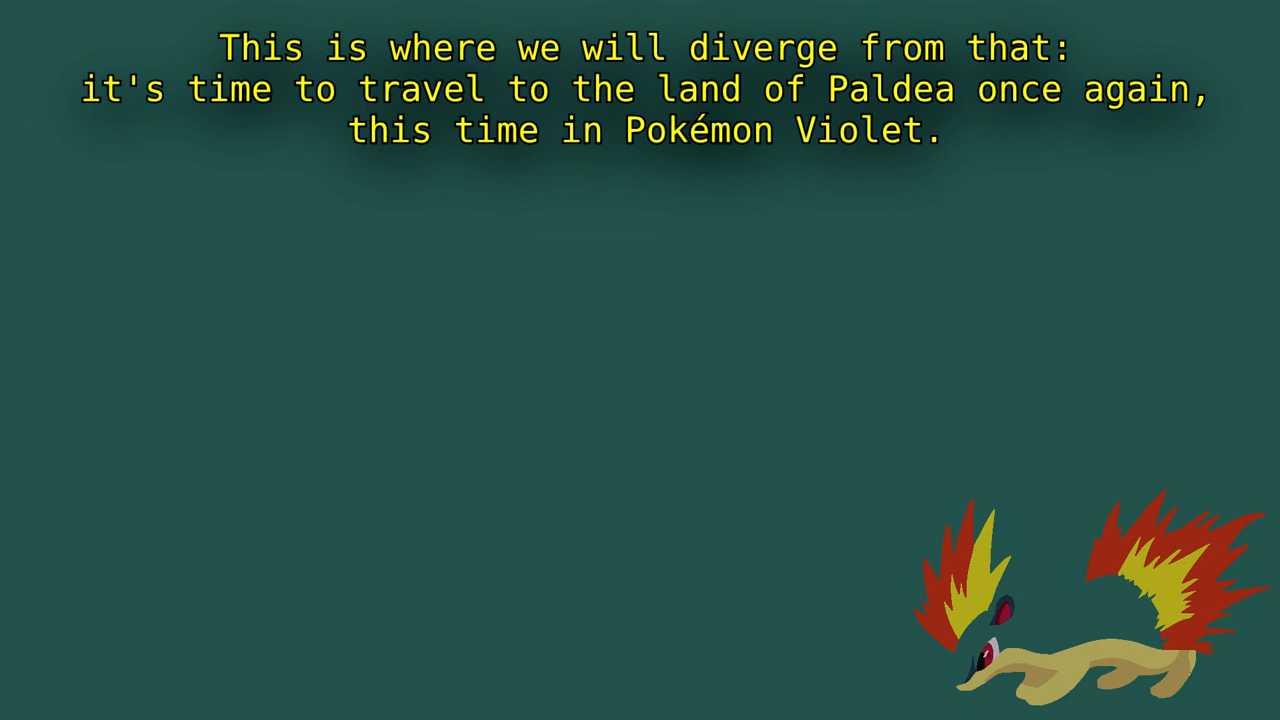 This is where we will diverge from that:
it's time to travel to the land of Paldea once again,
this time in Pokémon Violet.